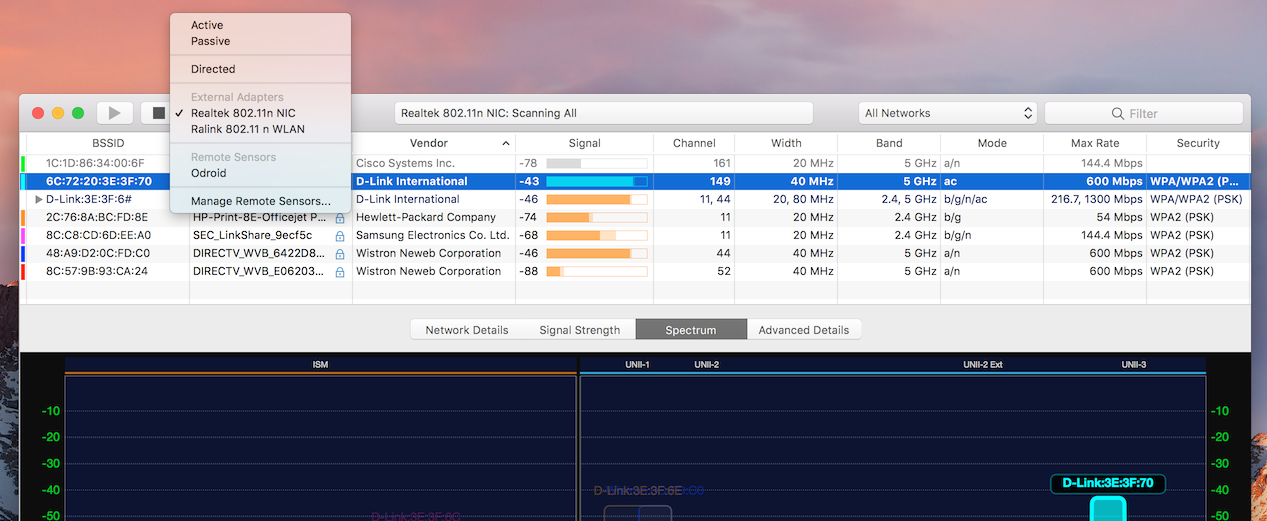 Active
Passive
Directed
External Adapters
✓ Realtek 802.11n NIC
Ralink 802.11 n WLAN
Remote Sensors
Odroid
Manage Remote Sensors...
Realtek 802.11n NIC: Scanning All
All Networks
Filter
BSSID Vendor Signal Channel Width Band Mode Max Rate Security
1C:1D:86:34:00:6F Cisco Systems Inc. -78 161 20 MHz 5 GHz a/n 144.4 Mbps
6C:72:20:3E:3F:70 D-Link International -43 149 40 MHz 5 GHz ac 600 Mbps WPA/WPA2 (P...
D-Link:3E:3F:6# D-Link International -46 11, 44 20, 80 MHz 2.4, 5 GHz b/g/n/ac 216.7, 1300 Mbps WPA/WPA2 (PSK)
2C:76:8A:BC:FD:8E HP-Print-8E-Officejet P... Hewlett-Packard Company -74 11 20 MHz 2.4 GHz b/g 54 Mbps WPA2 (PSK)
8C:C8:CD:6D:EE:A0 SEC_LinkShare_9ecf5c Samsung Electronics Co. Ltd. -68 11 20 MHz 2.4 GHz b/g/n 144.4 Mbps WPA2 (PSK)
48:A9:D2:0C:FD:C0 DIRECTV_WVB_6422D8... Wistron Neweb Corporation -46 44 40 MHz 5 GHz a/n 600 Mbps WPA2 (PSK)
8C:57:9B:93:CA:24 DIRECTV_WVB_E06203... Wistron Neweb Corporation -88 52 40 MHz 5 GHz a/n 600 Mbps WPA2 (PSK)
Network Details Signal Strength Spectrum Advanced Details
ISM UNII-1 UNII-2 UNII-2 Ext UNII-3
-10 -10
-20 -20
-30 -30
-40 D-Link:3E:3F:6E D-Link:3E:3F:70 -40
-50 D-Link:3E:3F:6C -50